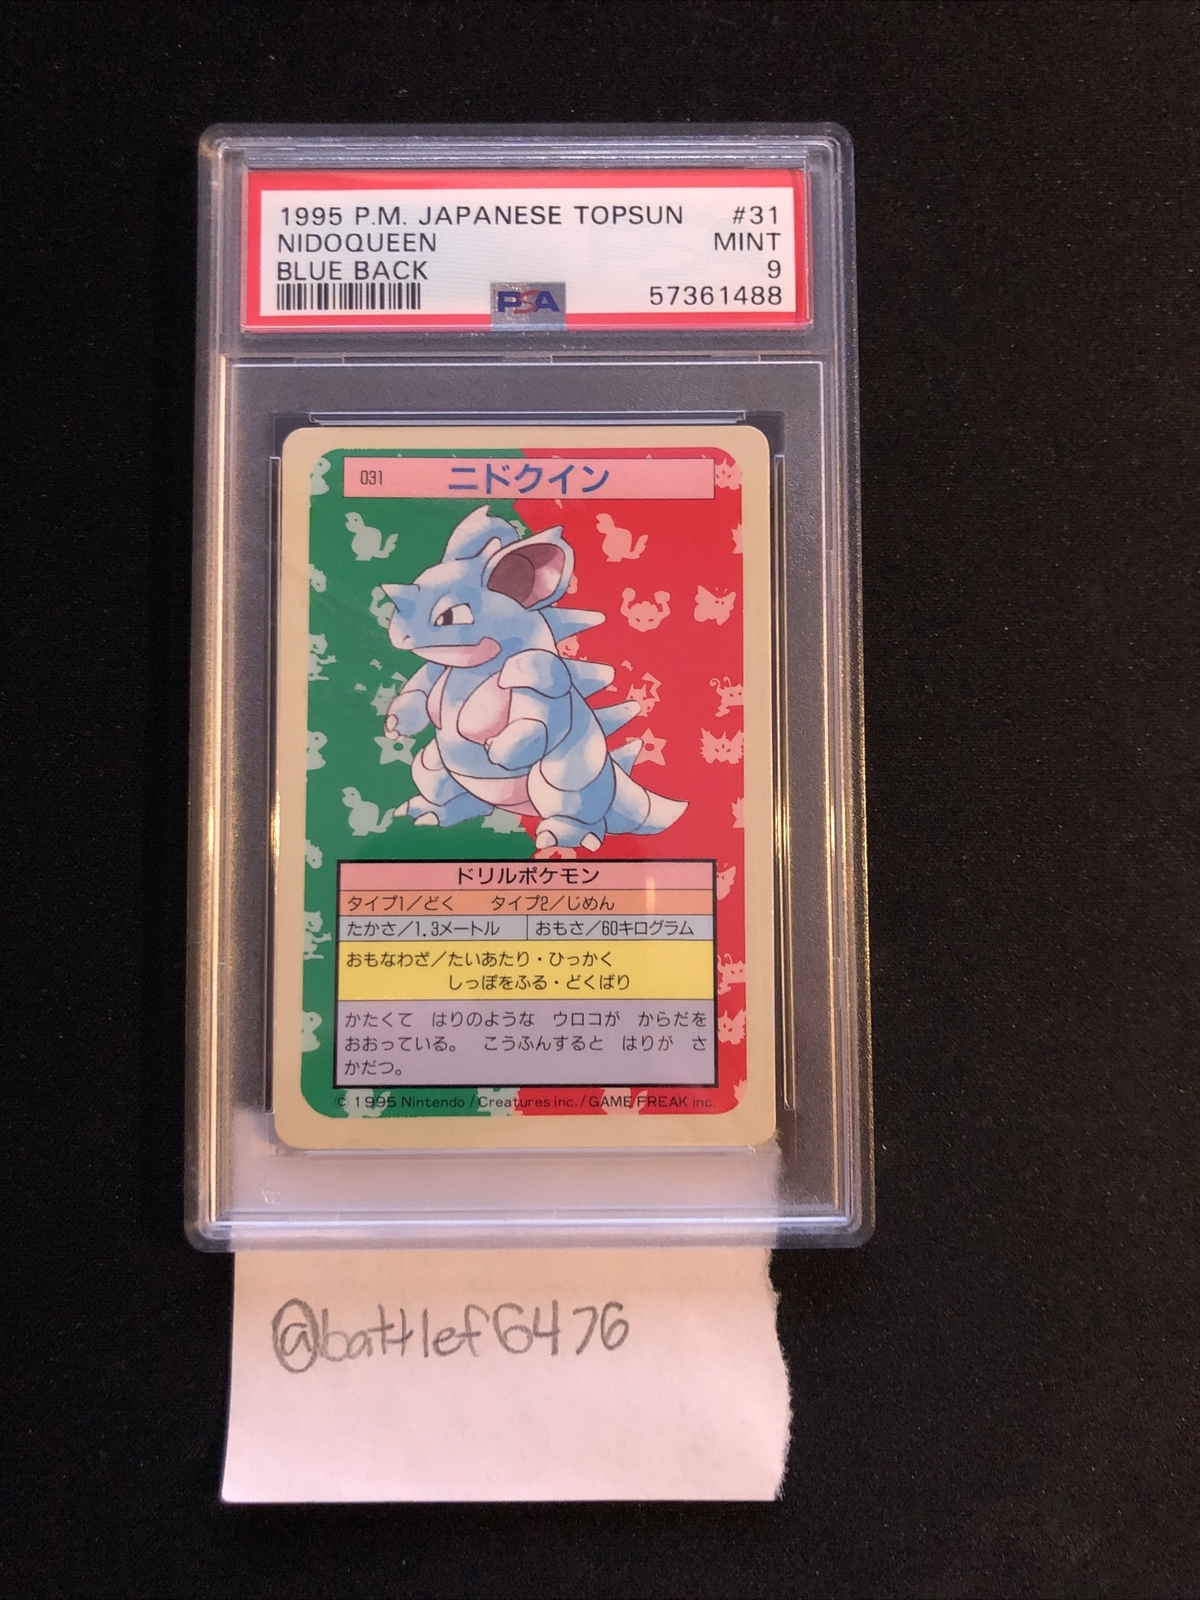 1995 P.M. JAPANESE TOPSUN #31
NIDOQUEEN MINT
BLUE BACK 9
PSA 57361488
031 ニドクイン
ドリルポケモン
タイプ1/どく タイプ2/じめん
たかさ/1.3メートル おもさ/60キログラム
おもなわざ/たいあたり・ひっかく
しっぽをふる・どくばり
かたくて はりのような ウロコが からだを
おおっている。 こうふんすると はりが さ
かだつ。
© 1995 Nintendo / Creatures inc. / GAME FREAK inc.
@battlef6476